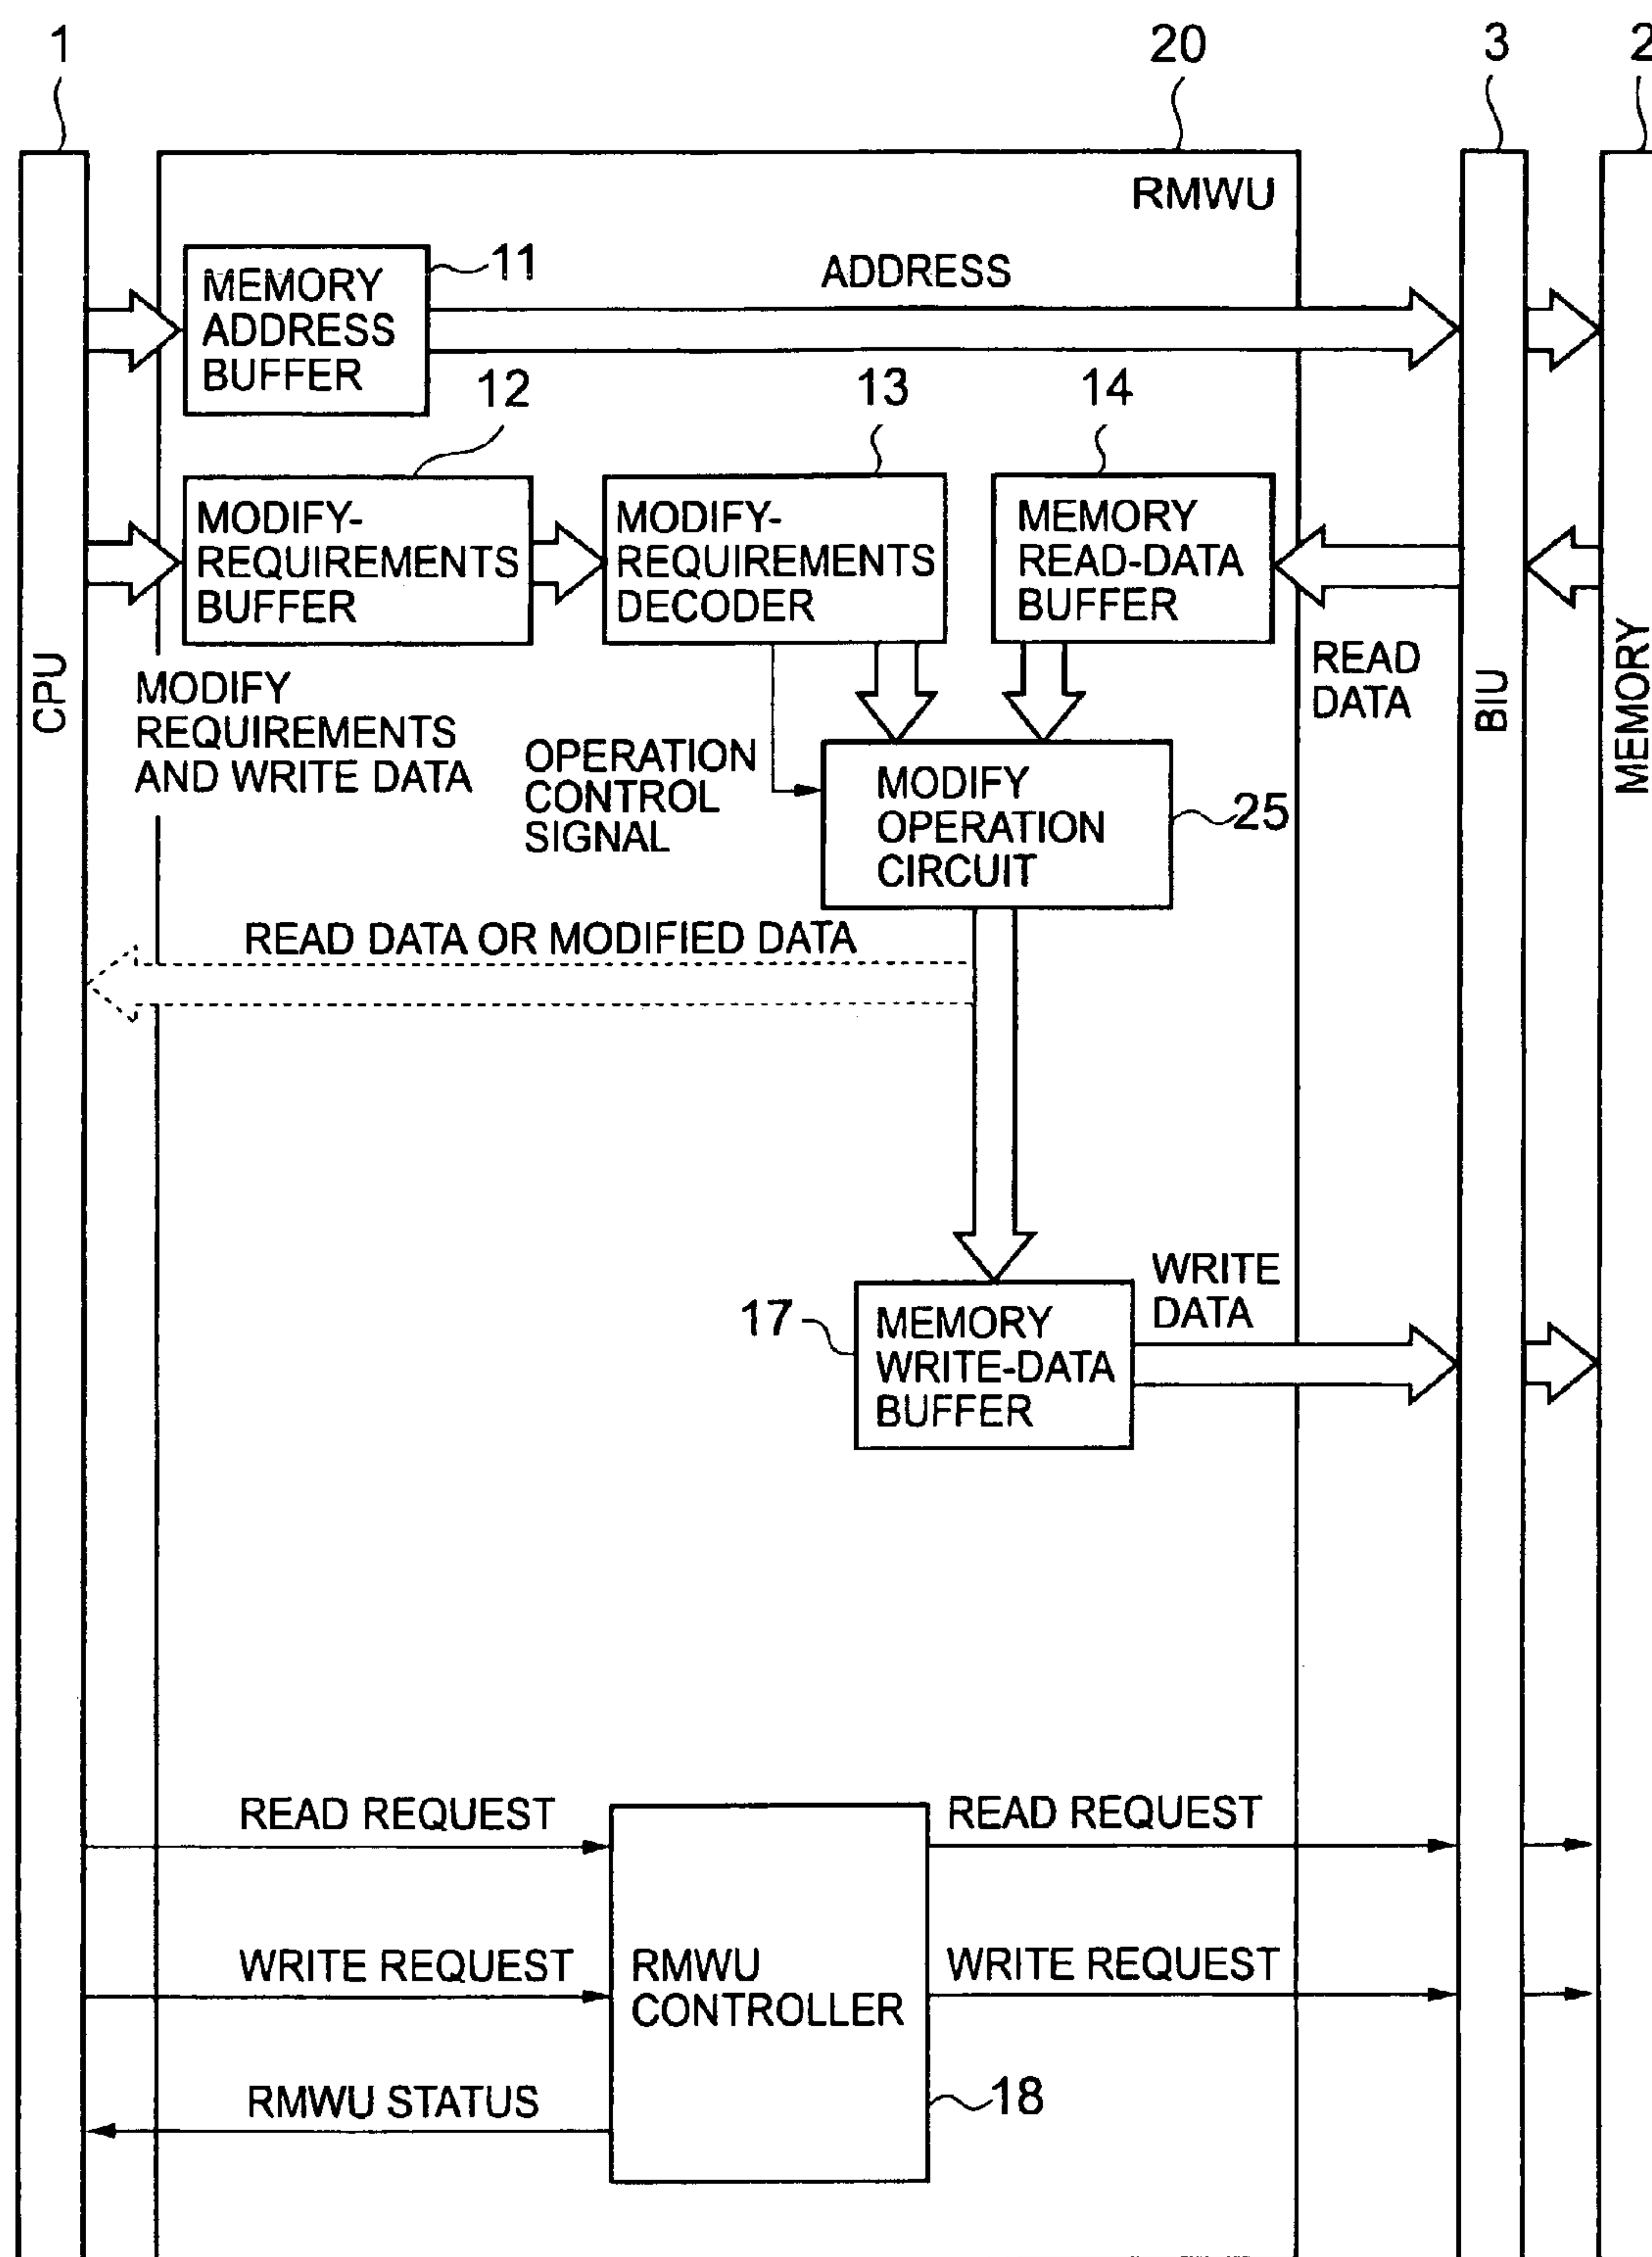 1
20
3
2
RMWU
MEMORY
ADDRESS
BUFFER
11
ADDRESS
12
13
14
MODIFY-
REQUIREMENTS
BUFFER
MODIFY-
REQUIREMENTS
DECODER
MEMORY
READ-DATA
BUFFER
CPU
MODIFY
REQUIREMENTS
AND WRITE DATA
READ
DATA
BIU
MEMORY
OPERATION
CONTROL
SIGNAL
MODIFY
OPERATION
CIRCUIT
25
READ DATA OR MODIFIED DATA
17
MEMORY
WRITE-DATA
BUFFER
WRITE
DATA
READ REQUEST
READ REQUEST
WRITE REQUEST
RMWU
CONTROLLER
WRITE REQUEST
RMWU STATUS
18